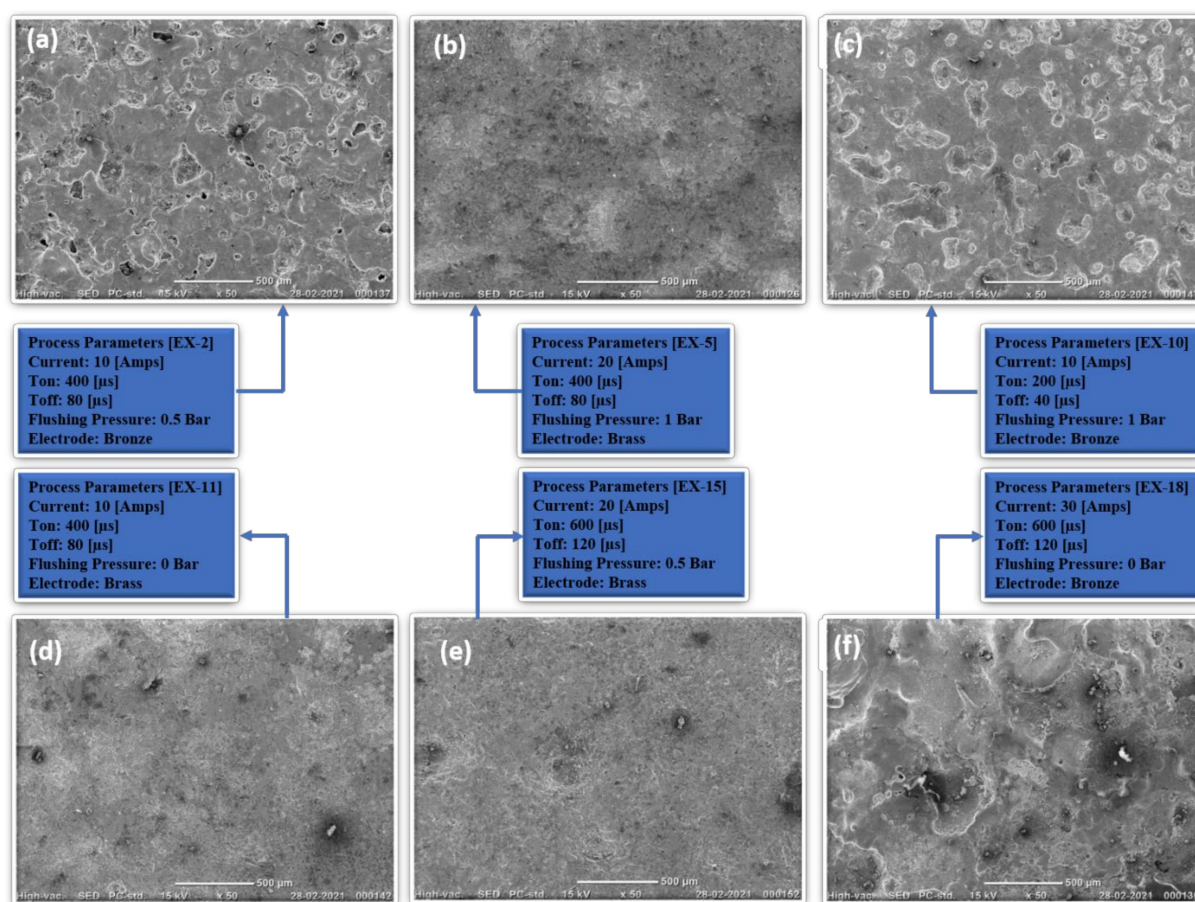 (a)
500 µm
High-vac. SED PC-std. 15 kV x 50 28-02-2021 000137
(b)
500 µm
High-vac. SED PC-std. 15 kV x 50 28-02-2021 000126
(c)
500 µm
High-vac. SED PC-std. 15 kV x 50 28-02-2021
Process Parameters [EX-2]
Current: 10 [Amps]
Ton: 400 [µs]
Toff: 80 [µs]
Flushing Pressure: 0.5 Bar
Electrode: Bronze
Process Parameters [EX-5]
Current: 20 [Amps]
Ton: 400 [µs]
Toff: 80 [µs]
Flushing Pressure: 1 Bar
Electrode: Brass
Process Parameters [EX-10]
Current: 10 [Amps]
Ton: 200 [µs]
Toff: 40 [µs]
Flushing Pressure: 1 Bar
Electrode: Bronze
Process Parameters [EX-11]
Current: 10 [Amps]
Ton: 400 [µs]
Toff: 80 [µs]
Flushing Pressure: 0 Bar
Electrode: Brass
Process Parameters [EX-15]
Current: 20 [Amps]
Ton: 600 [µs]
Toff: 120 [µs]
Flushing Pressure: 0.5 Bar
Electrode: Brass
Process Parameters [EX-18]
Current: 30 [Amps]
Ton: 600 [µs]
Toff: 120 [µs]
Flushing Pressure: 0 Bar
Electrode: Bronze
(d)
500 µm
High-vac. SED PC-std. 15 kV x 50 28-02-2021 000142
(e)
500 µm
High-vac. SED PC-std. 15 kV x 50 28-02-2021 000152
(f)
500 µm
High-vac. SED PC-std. 15 kV x 50 28-02-2021